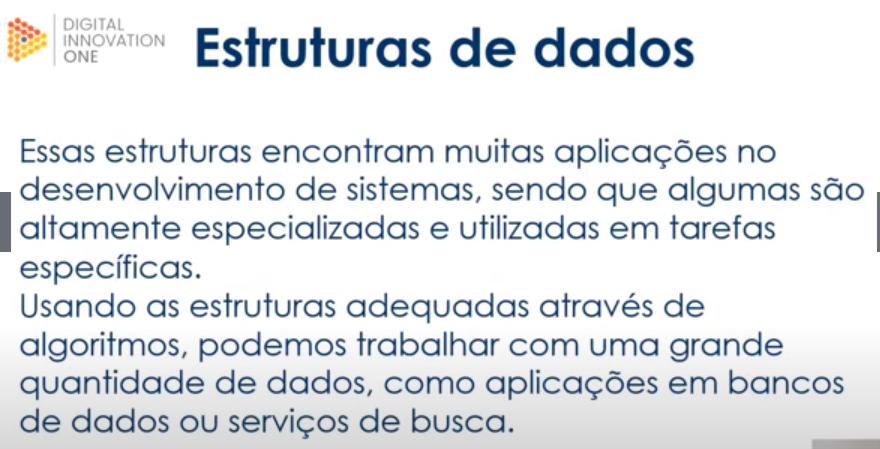 DIGITAL
INNOVATION
ONE
Estruturas de dados
Essas estruturas encontram muitas aplicações no
desenvolvimento de sistemas, sendo que algumas são
altamente especializadas e utilizadas em tarefas
específicas.
Usando as estruturas adequadas através de
algoritmos, podemos trabalhar com uma grande
quantidade de dados, como aplicações em bancos
de dados ou serviços de busca.